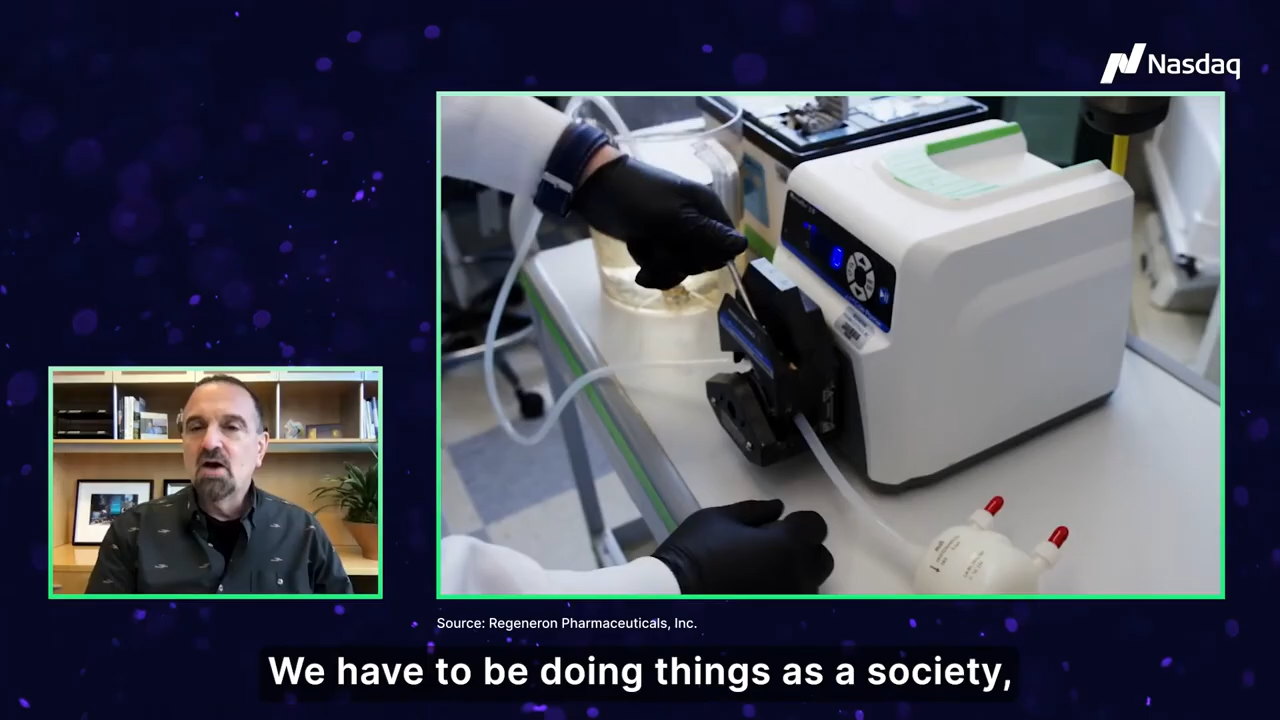 Nasdaq
Source: Regeneron Pharmaceuticals, Inc.
We have to be doing things as a society,